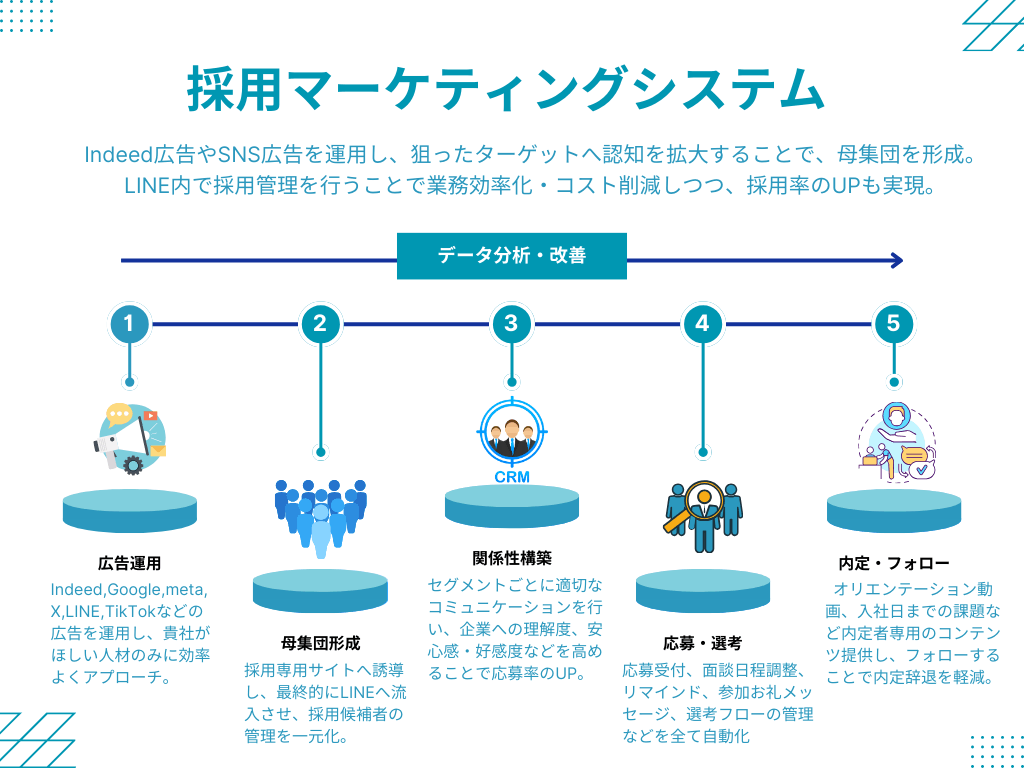 採用マーケティングシステム
Indeed広告やSNS広告を運用し、狙ったターゲットへ認知を拡大することで、母集団を形成。
LINE内で採用管理を行うことで業務効率化・コスト削減しつつ、採用率のUPも実現。
データ分析・改善
1
2
3
4
5
広告運用
Indeed,Google,meta,
X,LINE,TikTokなどの
広告を運用し、貴社が
ほしい人材のみに効率
よくアプローチ。
母集団形成
採用専用サイトへ誘導
し、最終的にLINEへ流
入させ、採用候補者の
管理を一元化。
CRM
関係性構築
セグメントごとに適切な
コミュニケーションを行
い、企業への理解度、安
心感・好感度などを高め
ることで応募率のUP。
応募・選考
応募受付、面談日程調整、
リマインド、参加お礼メッ
セージ、選考フローの管理
などを全て自動化
内定・フォロー
オリエンテーション動
画、入社日までの課題な
ど内定者専用のコンテン
ツ提供し、フォローする
ことで内定辞退を軽減。